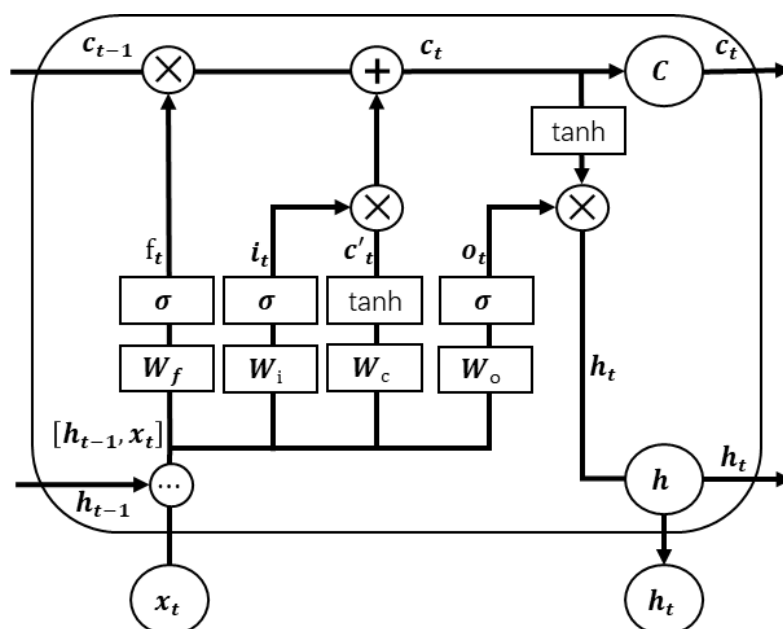 c_{t-1} × + c_t C c_t
tanh
× ×
f_t i_t c'_t o_t
σ σ tanh σ
W_f W_i W_c W_o
h_t
[h_{t-1}, x_t]
h_{t-1} ... h h_t
x_t h_t